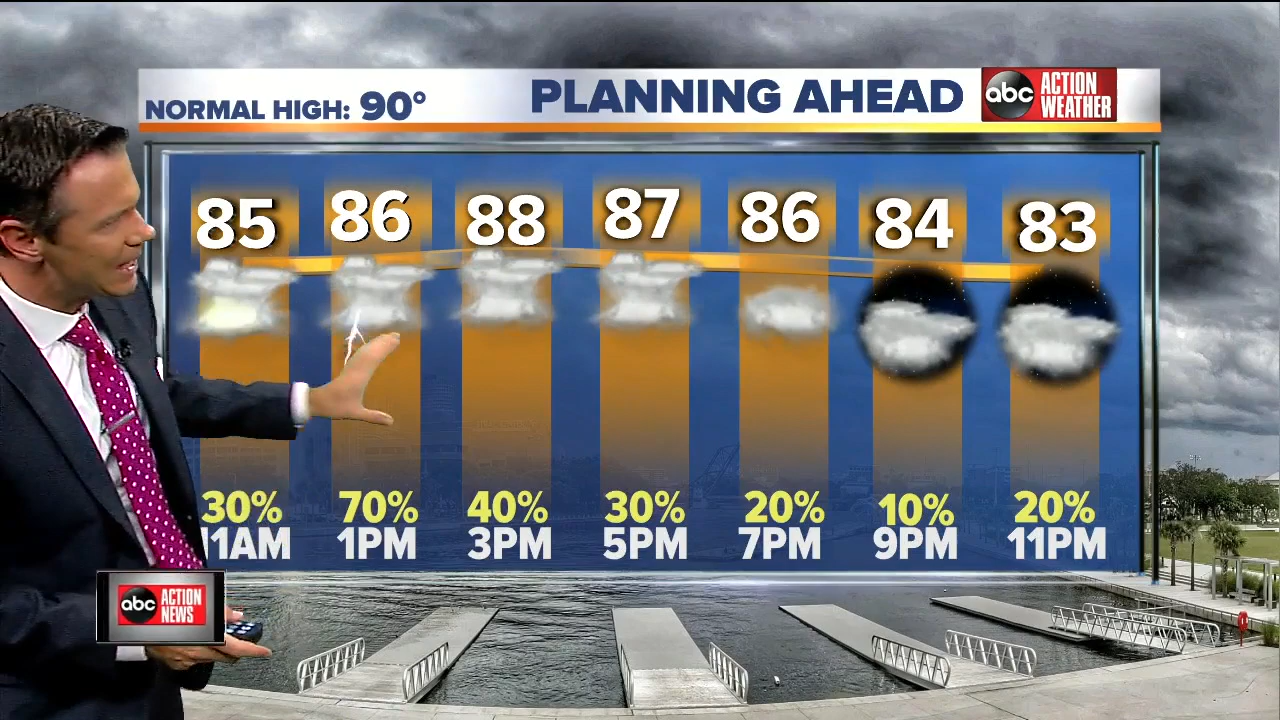 NORMAL HIGH: 90°
PLANNING AHEAD
abc ACTION WEATHER
85 86 88 87 86 84 83
30% 70% 40% 30% 20% 10% 20%
11AM 1PM 3PM 5PM 7PM 9PM 11PM
abc ACTION NEWS